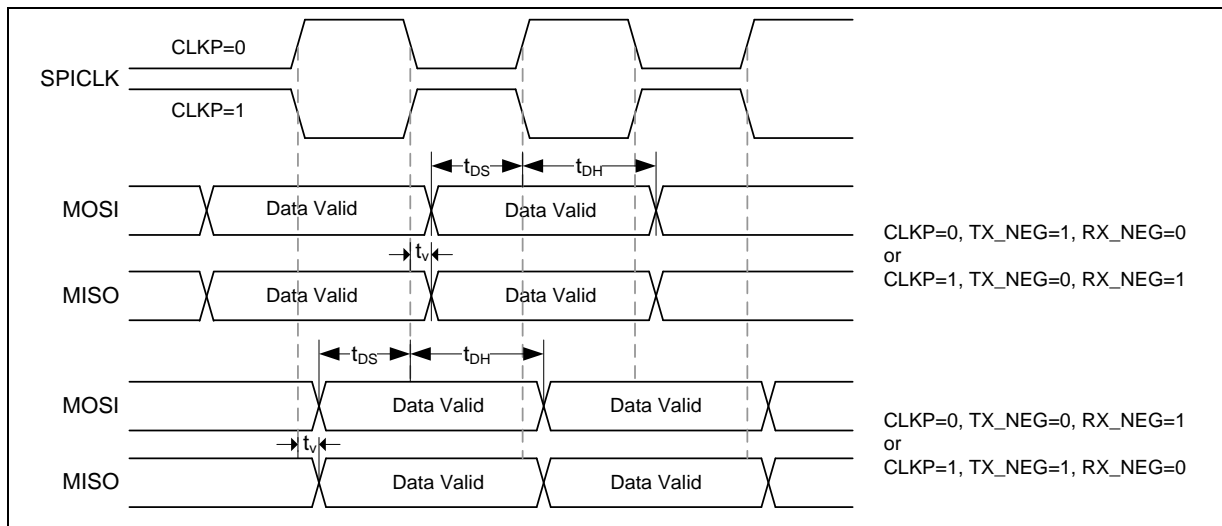 CLKP=0
SPICLK
CLKP=1
tDS tDH
MOSI Data Valid Data Valid
CLKP=0, TX_NEG=1, RX_NEG=0
or
CLKP=1, TX_NEG=0, RX_NEG=1
tv
MISO Data Valid Data Valid
tDS tDH
MOSI Data Valid Data Valid
CLKP=0, TX_NEG=0, RX_NEG=1
or
CLKP=1, TX_NEG=1, RX_NEG=0
tv
MISO Data Valid Data Valid